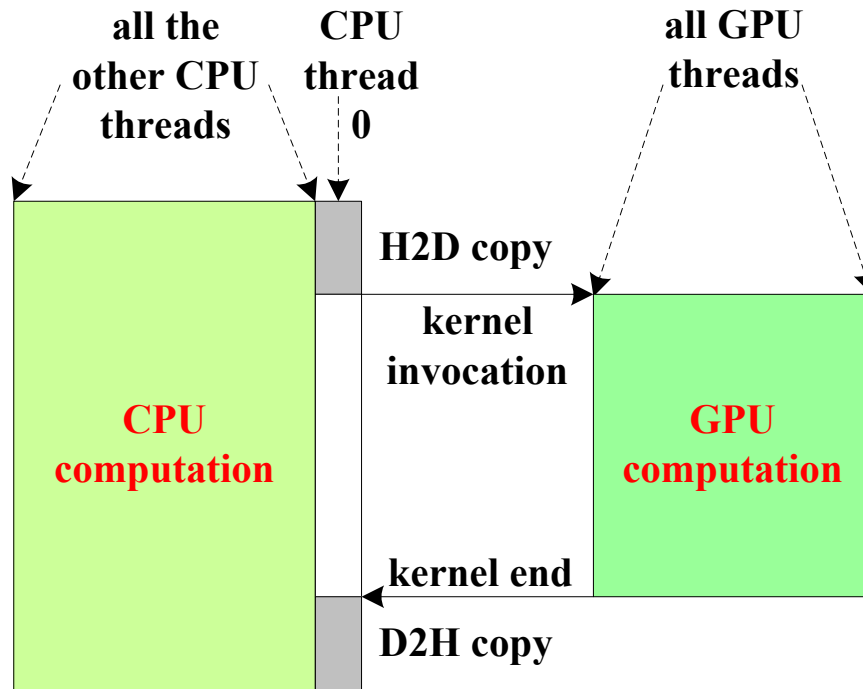 all the
other CPU
threads
CPU
thread
0
all GPU
threads
H2D copy
kernel
invocation
CPU
computation
GPU
computation
kernel end
D2H copy